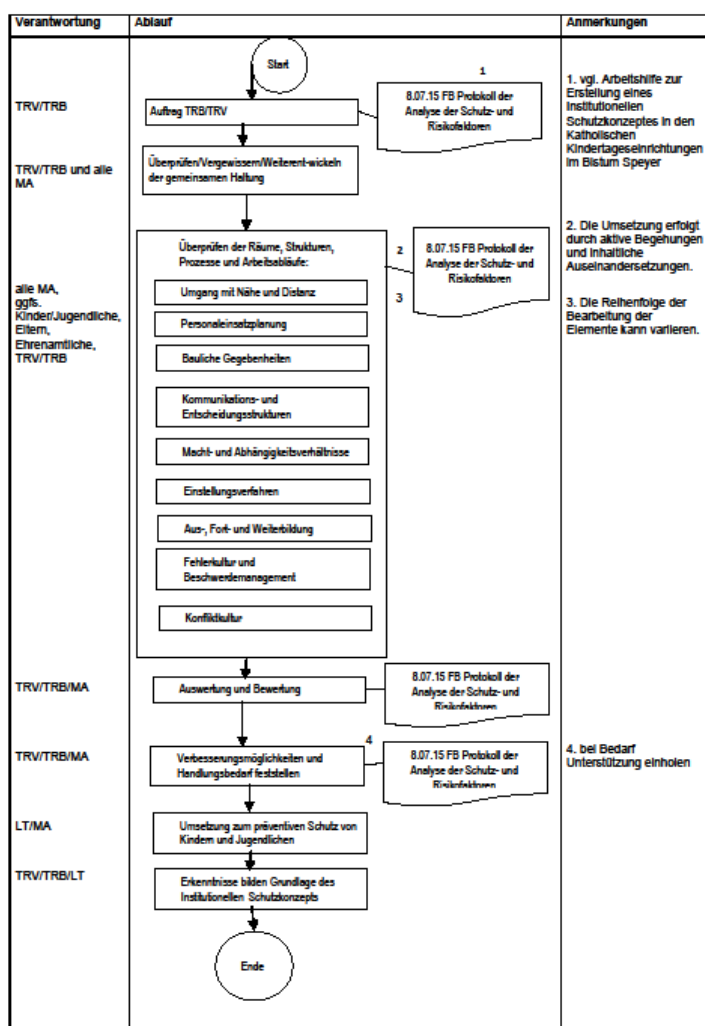 Verantwortung
Ablauf
Anmerkungen
Start
1
TRV/TRB
Auftrag TRB/TRV
8.07.15 FB Protokoll der
Analyse der Schutz- und
Risikofaktoren
1. vgl. Arbeitshilfe zur
Erstellung eines
Institutionellen
Schutzkonzeptes in den
Katholischen
Kindertageseinrichtungen
im Bistum Speyer
TRV/TRB und alle
MA
Überprüfen/Vergewissern/Weiterent-wickeln
der gemeinsamen Haltung
alle MA,
ggfs.
Kinder/Jugendliche,
Eltern,
Ehrenamtliche,
TRV/TRB
Überprüfen der Räume, Strukturen,
Prozesse und Arbeitsabläufe:
Umgang mit Nähe und Distanz
Personaleinsatzplanung
Bauliche Gegebenheiten
Kommunikations- und
Entscheidungsstrukturen
Macht- und Abhängigkeitsverhältnisse
Einstellungsverfahren
Aus-, Fort- und Weiterbildung
Fehlerkultur und
Beschwerdemanagement
Konfliktkultur
2
3
8.07.15 FB Protokoll der
Analyse der Schutz- und
Risikofaktoren
2. Die Umsetzung erfolgt
durch aktive Begehungen
und inhaltliche
Auseinandersetzungen.
3. Die Reihenfolge der
Bearbeitung der
Elemente kann variieren.
TRV/TRB/MA
Auswertung und Bewertung
8.07.15 FB Protokoll der
Analyse der Schutz- und
Risikofaktoren
TRV/TRB/MA
Verbesserungsmöglichkeiten und
Handlungsbedarf feststellen
4
8.07.15 FB Protokoll der
Analyse der Schutz- und
Risikofaktoren
4. bei Bedarf
Unterstützung einholen
LT/MA
Umsetzung zum präventiven Schutz von
Kindern und Jugendlichen
TRV/TRB/LT
Erkenntnisse bilden Grundlage des
Institutionellen Schutzkonzepts
Ende